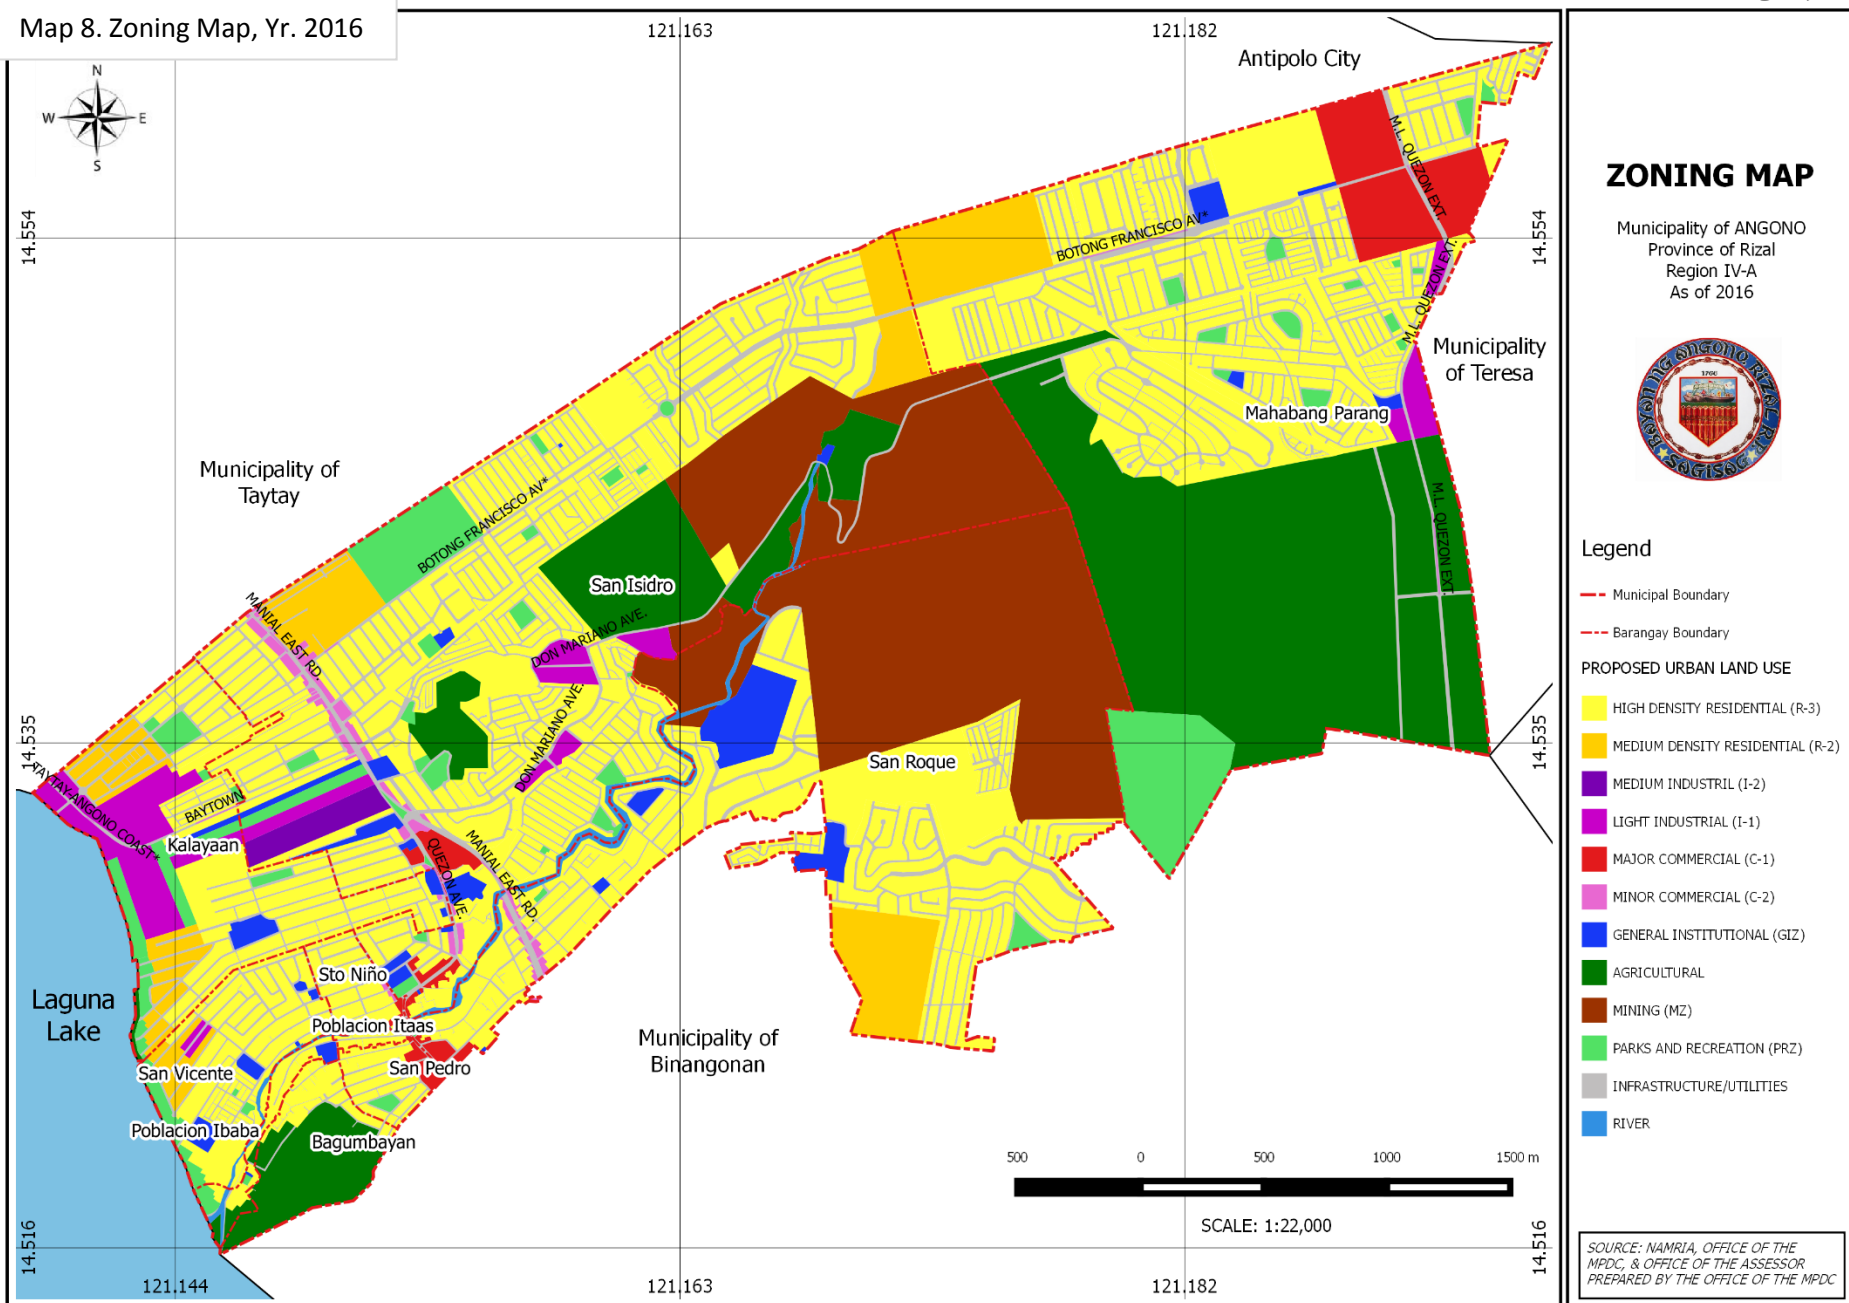 Map 8. Zoning Map, Yr. 2016
121.163
121.182
Antipolo City
N
W
E
S
14.554
14.554
M.L. QUEZON EXT.
BOTONG FRANCISCO AV*
M.L. QUEZON EXT.
Municipality
of Teresa
Mahabang Parang
Municipality of
Taytay
BOTONG FRANCISCO AV*
M.L. QUEZON EXT.
San Isidro
MANIAL EAST RD.
DON MARIANO AVE.
DON MARIANO AVE.
14.535
14.535
San Roque
TAYTAY-ANGONO COAST*
BAYTOWN
Kalayaan
QUEZON AVE.
MANIAL EAST RD.
Sto Niño
Laguna
Lake
Poblacion Itaas
Municipality of
Binangonan
San Vicente
San Pedro
Poblacion Ibaba
Bagumbayan
500
0
500
1000
1500 m
SCALE: 1:22,000
14.516
14.516
121.144
121.163
121.182
ZONING MAP
Municipality of ANGONO
Province of Rizal
Region IV-A
As of 2016
BAYAN NG ANGONO, RIZAL, R.P.
1766
SAGISAG
Legend
Municipal Boundary
Barangay Boundary
PROPOSED URBAN LAND USE
HIGH DENSITY RESIDENTIAL (R-3)
MEDIUM DENSITY RESIDENTIAL (R-2)
MEDIUM INDUSTRIL (I-2)
LIGHT INDUSTRIAL (I-1)
MAJOR COMMERCIAL (C-1)
MINOR COMMERCIAL (C-2)
GENERAL INSTITUTIONAL (GIZ)
AGRICULTURAL
MINING (MZ)
PARKS AND RECREATION (PRZ)
INFRASTRUCTURE/UTILITIES
RIVER
SOURCE: NAMRIA, OFFICE OF THE
MPDC, & OFFICE OF THE ASSESSOR
PREPARED BY THE OFFICE OF THE MPDC